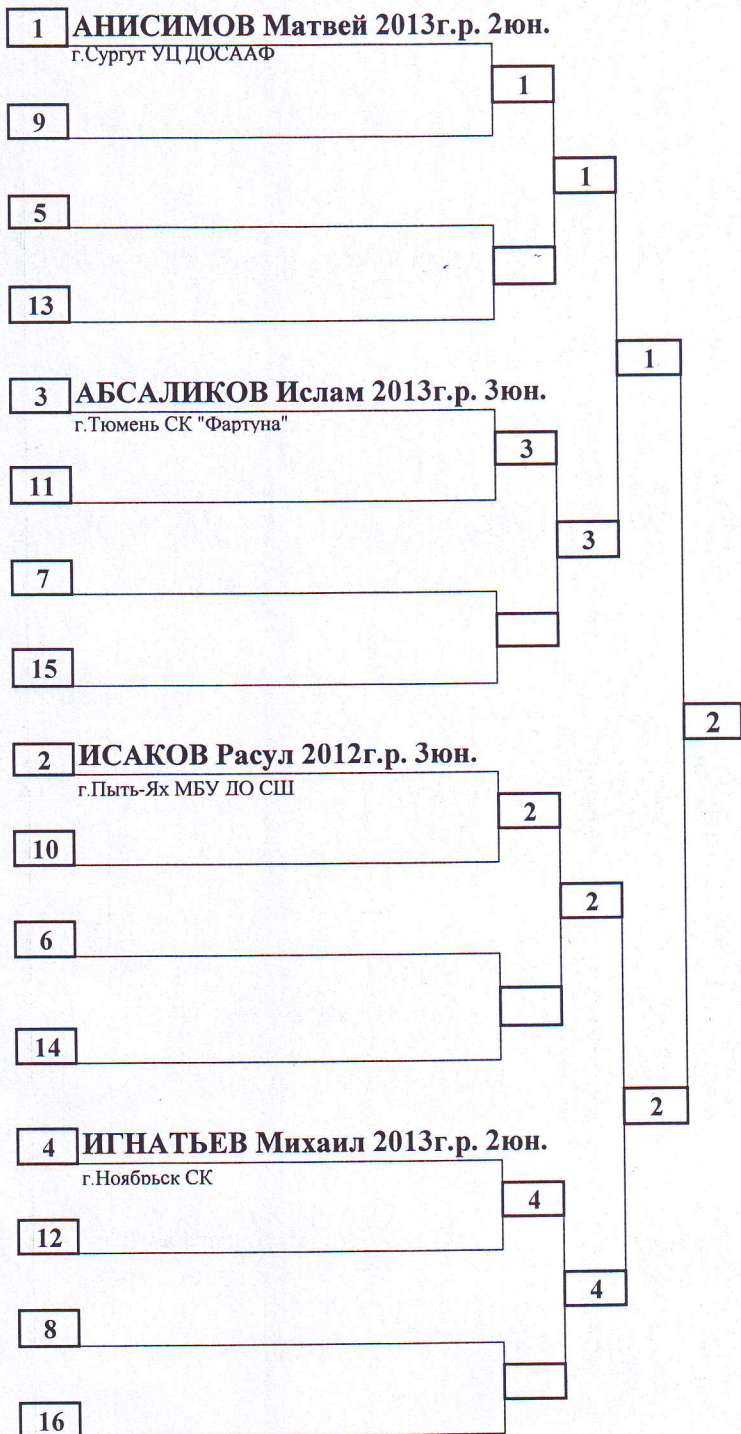 1 АНИСИМОВ Матвей 2013г.р. 2юн.
г.Сургут УЦ ДОСААФ
1
9
1
5
13
1
3 АБСАЛИКОВ Ислам 2013г.р. 3юн.
г.Тюмень СК "Фартуна"
3
11
3
7
15
2
2 ИСАКОВ Расул 2012г.р. 3юн.
г.Пыть-Ях МБУ ДО СШ
2
10
2
6
14
2
4 ИГНАТЬЕВ Михаил 2013г.р. 2юн.
г.Ноябрьск СК
4
12
4
8
16